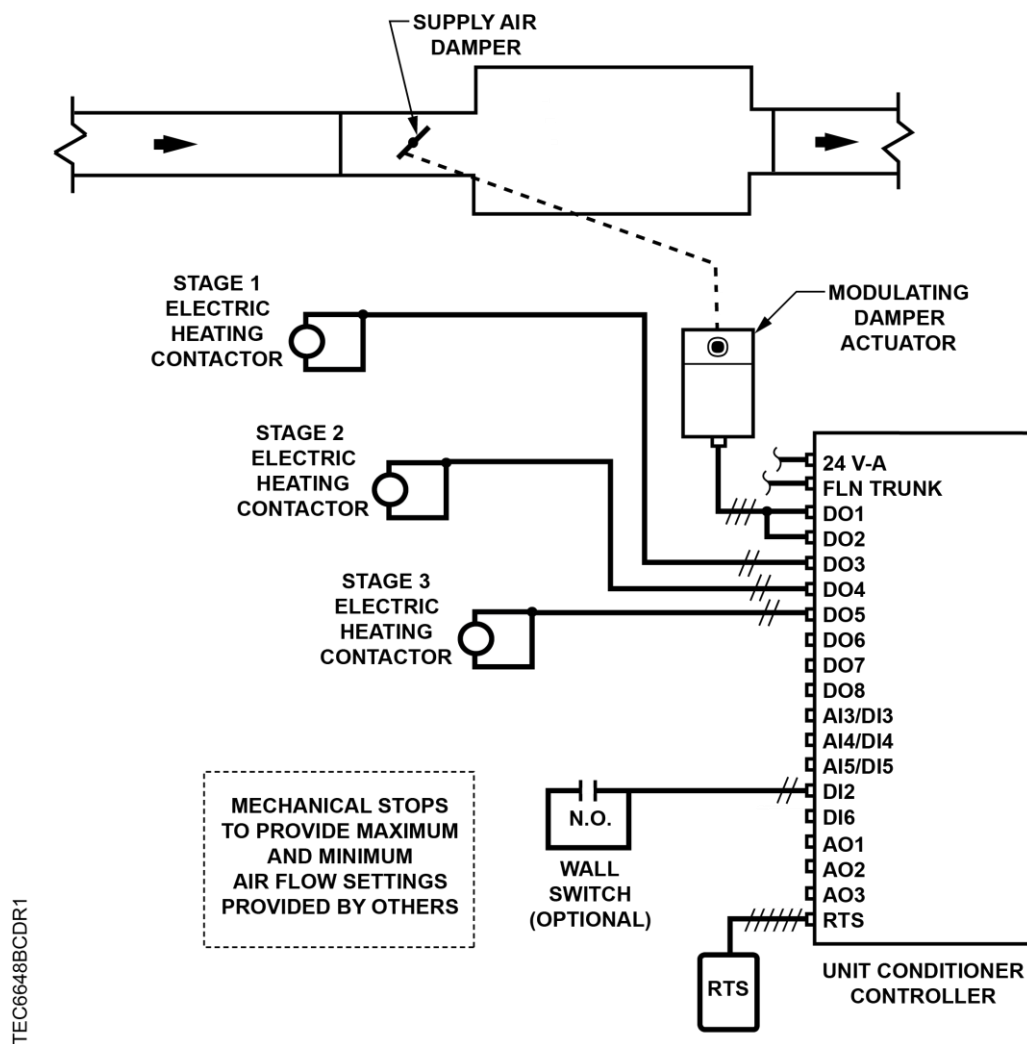 SUPPLY AIR
DAMPER
STAGE 1
ELECTRIC
HEATING
CONTACTOR
MODULATING
DAMPER
ACTUATOR
STAGE 2
ELECTRIC
HEATING
CONTACTOR
STAGE 3
ELECTRIC
HEATING
CONTACTOR
24 V-A
FLN TRUNK
DO1
DO2
DO3
DO4
DO5
DO6
DO7
DO8
AI3/DI3
AI4/DI4
AI5/DI5
DI2
DI6
AO1
AO2
AO3
RTS
MECHANICAL STOPS
TO PROVIDE MAXIMUM
AND MINIMUM
AIR FLOW SETTINGS
PROVIDED BY OTHERS
N.O.
WALL
SWITCH
(OPTIONAL)
RTS
UNIT CONDITIONER
CONTROLLER
TEC6648BCDR1